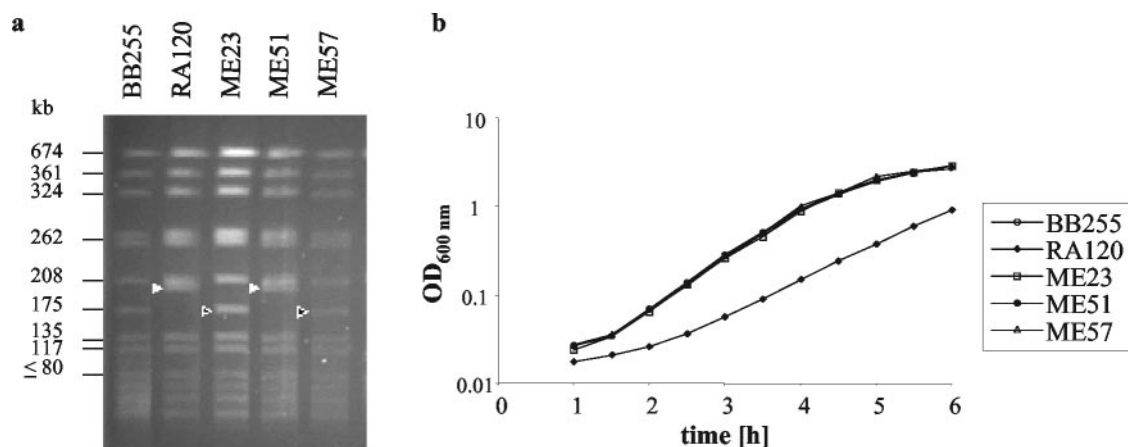 a
BB255
RA120
ME23
ME51
ME57
kb
674
361
324
262
208
175
135
117
≤ 80
b
OD600 nm
10
1
0.1
0.01
0 1 2 3 4 5 6
time [h]
BB255
RA120
ME23
ME51
ME57